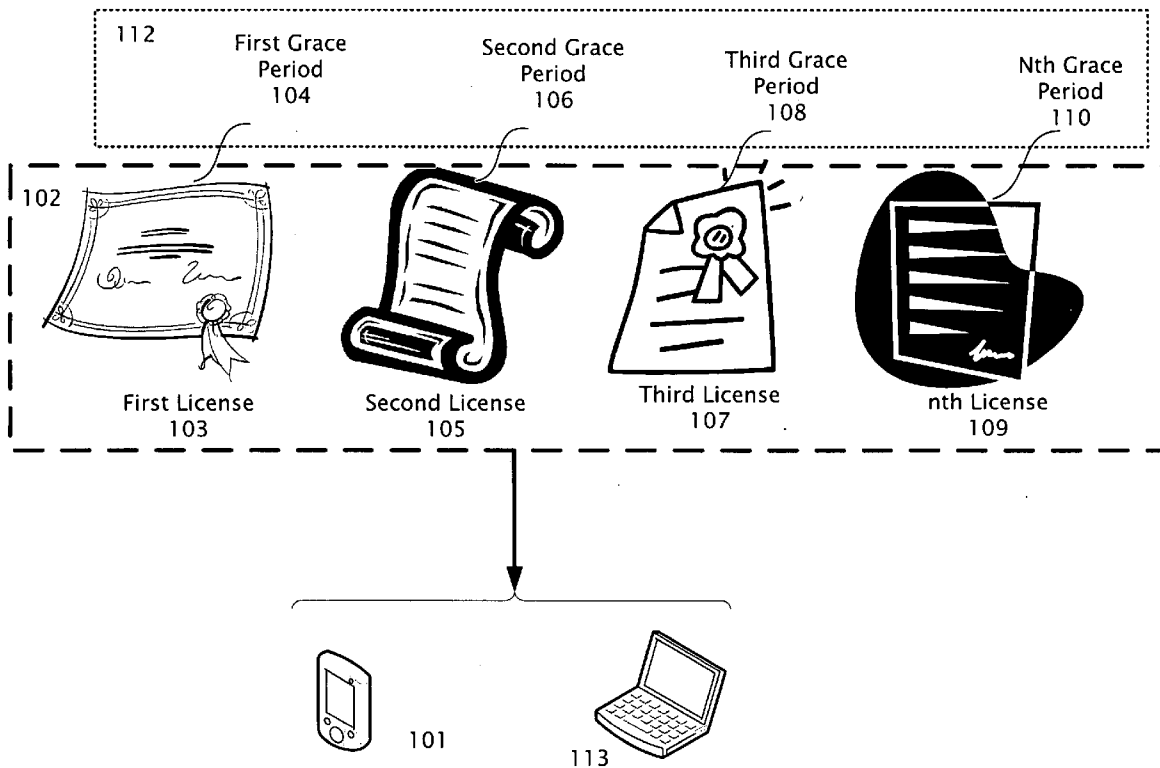 112
First Grace
Period
104
Second Grace
Period
106
Third Grace
Period
108
Nth Grace
Period
110
102
First License
103
Second License
105
Third License
107
nth License
109
101
113